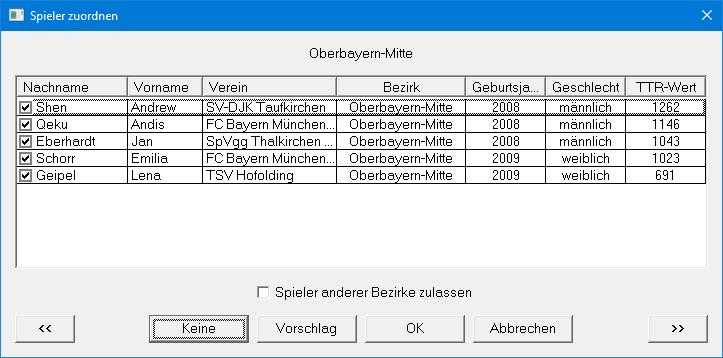 Spieler zuordnen
Oberbayern-Mitte
Nachname Vorname Verein Bezirk Geburtsja... Geschlecht TTR-Wert
Shen Andrew SV-DJK Taufkirchen Oberbayern-Mitte 2008 männlich 1262
Qeku Andis FC Bayern München... Oberbayern-Mitte 2008 männlich 1146
Eberhardt Jan SpVgg Thalkirchen ... Oberbayern-Mitte 2008 männlich 1043
Schorr Emilia FC Bayern München... Oberbayern-Mitte 2009 weiblich 1023
Geipel Lena TSV Hofolding Oberbayern-Mitte 2009 weiblich 691
Spieler anderer Bezirke zulassen
<< Keine Vorschlag OK Abbrechen >>